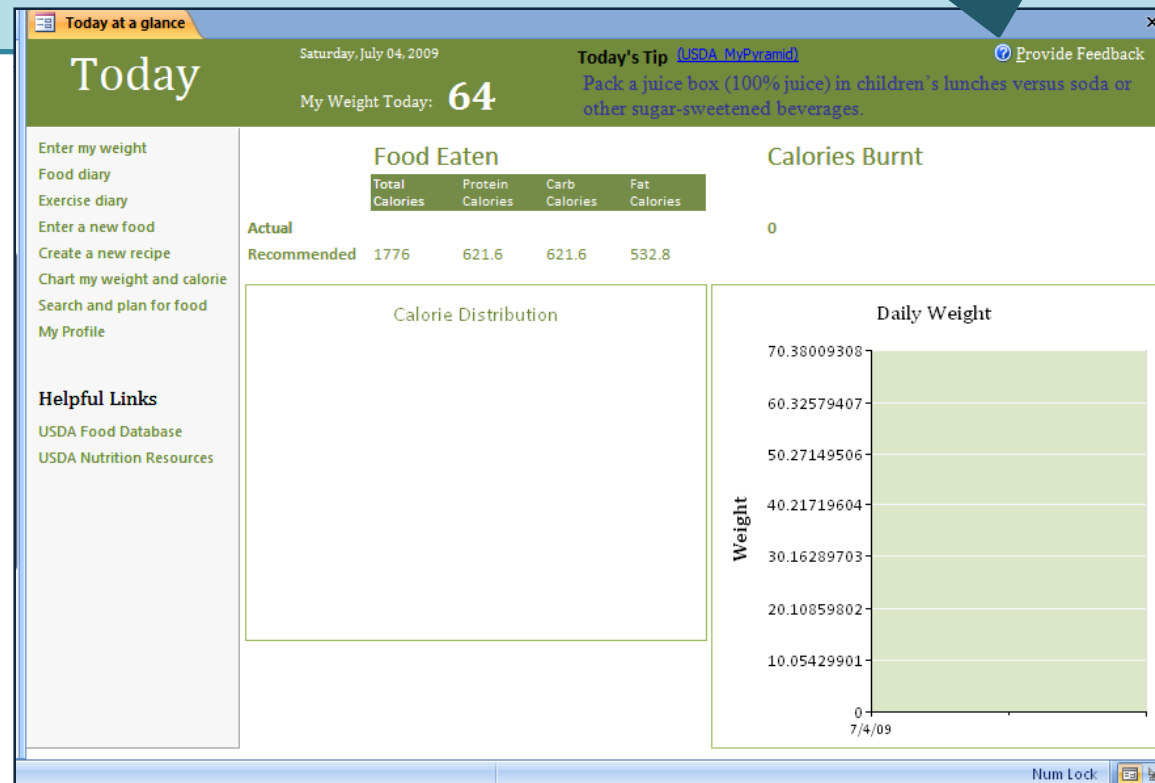 Today at a glance
Today
Saturday, July 04, 2009
My Weight Today: 64
Today's Tip (USDA MyPyramid)
Pack a juice box (100% juice) in children's lunches versus soda or
other sugar-sweetened beverages.
Provide Feedback
Enter my weight
Food diary
Exercise diary
Enter a new food
Create a new recipe
Chart my weight and calorie
Search and plan for food
My Profile
Helpful Links
USDA Food Database
USDA Nutrition Resources
Food Eaten
Total Calories Protein Calories Carb Calories Fat Calories
Actual
Recommended 1776 621.6 621.6 532.8
Calories Burnt
0
Calorie Distribution
Daily Weight
Weight
70.38009308
60.32579407
50.27149506
40.21719604
30.16289703
20.10859802
10.05429901
0
7/4/09
Num Lock